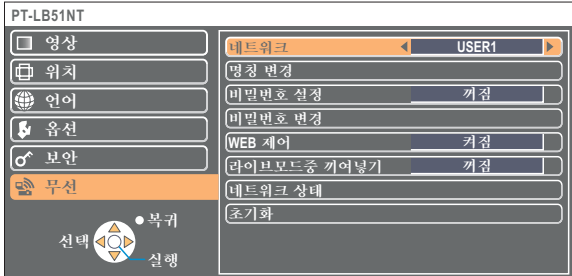 PT-LB51NT
영상
위치
언어
옵션
보안
무선
복귀
선택
실행
네트워크 USER1
명칭 변경
비밀번호 설정 꺼짐
비밀번호 변경
WEB 제어 켜짐
라이브모드중 끼어넣기 꺼짐
네트워크 상태
초기화